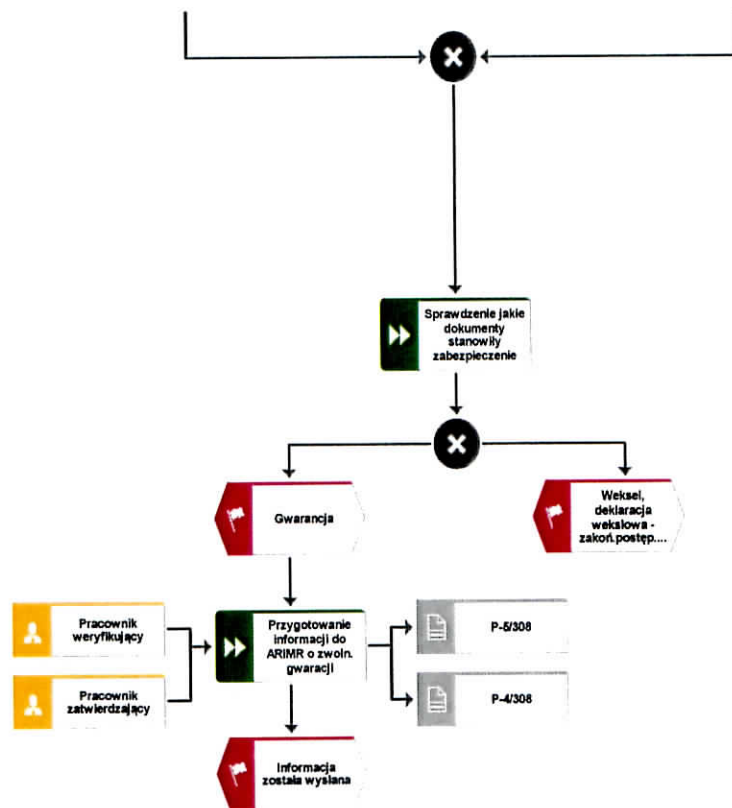 Sprawdzenie jakie
dokumenty
stanowiły
zabezpieczenie
Gwarancja
Weksel,
deklaracja
wekslowa -
zakoń.postęp....
Pracownik
weryfikujący
Pracownik
zatwierdzający
Przygotowanie
informacji do
ARIMR o zwoln.
gwaracji
P-5/308
P-4/308
Informacja
została wysłana